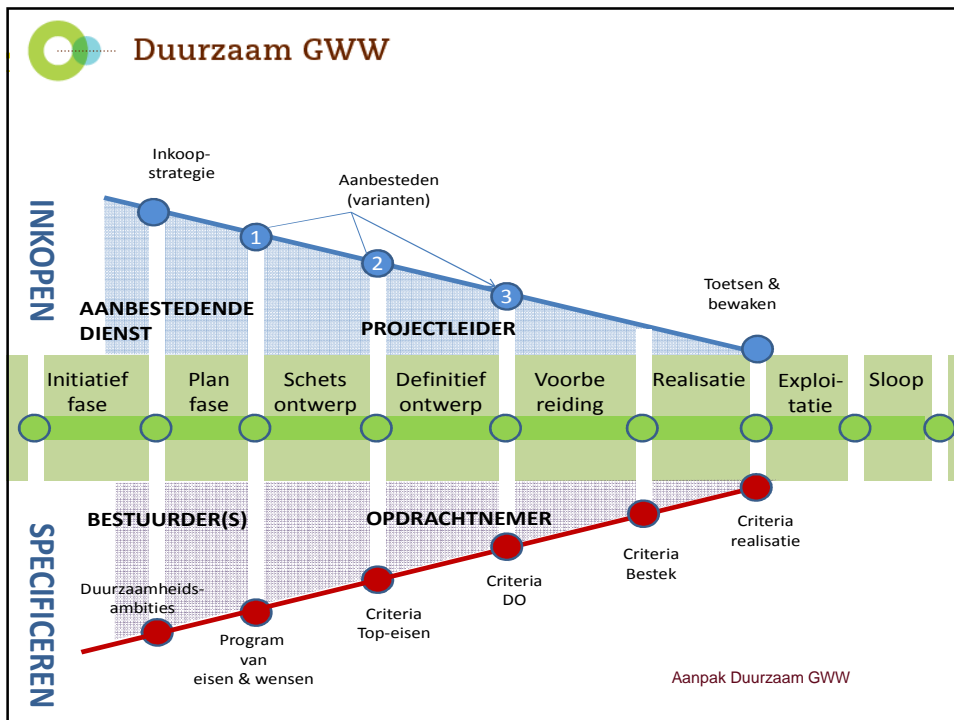 Duurzaam GWW
INKOPEN
Inkoop-
strategie
Aanbesteden
(varianten)
1
2
3
Toetsen &
bewaken
AANBESTEDENDE
DIENST
PROJECTLEIDER
Initiatief
fase
Plan
fase
Schets
ontwerp
Definitief
ontwerp
Voorbe
reiding
Realisatie
Exploi-
tatie
Sloop
SPECIFICEREN
BESTUURDER(S)
OPDRACHTNEMER
Duurzaamheids-
ambities
Program
van
eisen & wensen
Criteria
Top-eisen
Criteria
DO
Criteria
Bestek
Criteria
realisatie
Aanpak Duurzaam GWW